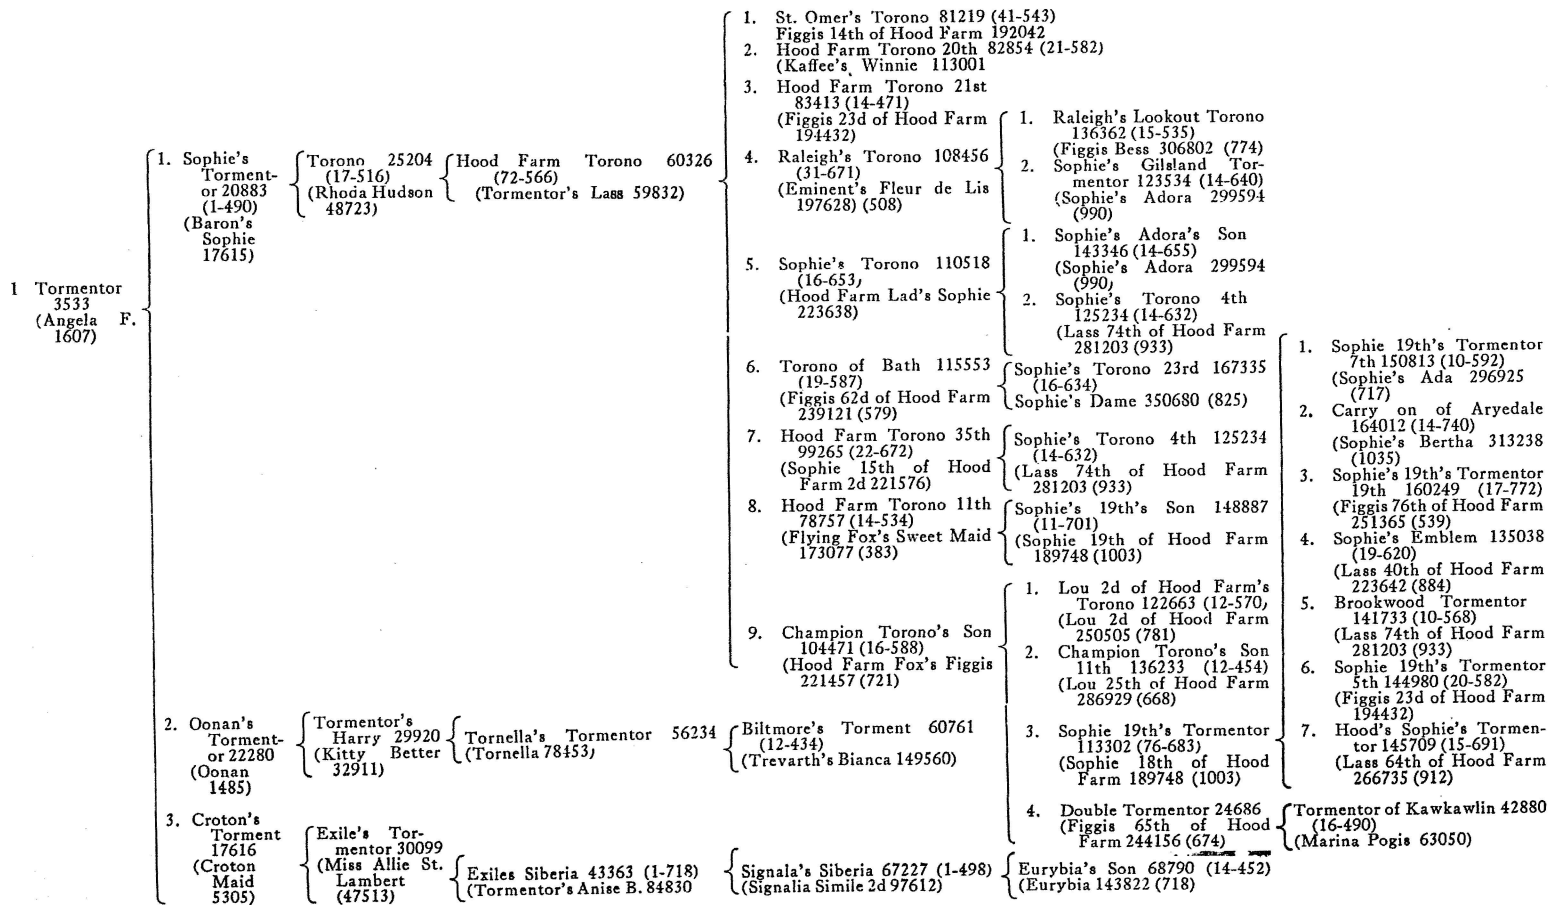 1 Tormentor
3533
(Angela F.
1607)
1. Sophie's
Torment-
or 20883
(1-490)
(Baron's
Sophie
17615)
Torono 25204
(17-516)
(Rhoda Hudson
48723)
Hood Farm Torono 60326
(72-566)
(Tormentor's Lass 59832)
1. St. Omer's Torono 81219 (41-543)
Figgis 14th of Hood Farm 192042
2. Hood Farm Torono 20th 82854 (21-582)
(Kaffee's Winnie 113001
3. Hood Farm Torono 21st
83413 (14-471)
(Figgis 23d of Hood Farm
194432)
4. Raleigh's Torono 108456
(31-671)
(Eminent's Fleur de Lis
197628) (508)
1. Raleigh's Lookout Torono
136362 (15-535)
(Figgis Bess 306802 (774)
2. Sophie's Gilsland Tor-
mentor 123534 (14-640)
(Sophie's Adora 299594
(990)
5. Sophie's Torono 110518
(16-653)
(Hood Farm Lad's Sophie
223638)
1. Sophie's Adora's Son
143346 (14-655)
(Sophie's Adora 299594
(990)
2. Sophie's Torono 4th
125234 (14-632)
(Lass 74th of Hood Farm
281203 (933)
6. Torono of Bath 115553
(19-587)
(Figgis 62d of Hood Farm
239121 (579)
Sophie's Torono 23rd 167335
(16-634)
Sophie's Dame 350680 (825)
7. Hood Farm Torono 35th
99265 (22-672)
(Sophie 15th of Hood
Farm 2d 221576)
Sophie's Torono 4th 125234
(14-632)
(Lass 74th of Hood Farm
281203 (933)
8. Hood Farm Torono 11th
78757 (14-534)
(Flying Fox's Sweet Maid
173077 (383)
Sophie's 19th's Son 148887
(11-701)
(Sophie 19th of Hood Farm
189748 (1003)
9. Champion Torono's Son
104471 (16-588)
(Hood Farm Fox's Figgis
221457 (721)
1. Lou 2d of Hood Farm's
Torono 122663 (12-570)
(Lou 2d of Hood Farm
250505 (781)
2. Champion Torono's Son
11th 136233 (12-454)
(Lou 25th of Hood Farm
286929 (668)
3. Sophie 19th's Tormentor
113302 (76-683)
(Sophie 18th of Hood
Farm 189748 (1003)
1. Sophie 19th's Tormentor
7th 150813 (10-592)
(Sophie's Ada 296925
(717)
2. Carry on of Aryedale
164012 (14-740)
(Sophie's Bertha 313238
(1035)
3. Sophie's 19th's Tormentor
19th 160249 (17-772)
(Figgis 76th of Hood Farm
251365 (539)
4. Sophie's Emblem 135038
(19-620)
(Lass 40th of Hood Farm
223642 (884)
5. Brookwood Tormentor
141733 (10-568)
(Lass 74th of Hood Farm
281203 (933)
6. Sophie 19th's Tormentor
5th 144980 (20-582)
(Figgis 23d of Hood Farm
194432)
7. Hood's Sophie's Tormen-
tor 145709 (15-691)
(Lass 64th of Hood Farm
266735 (912)
4. Double Tormentor 24686
(Figgis 65th of Hood
Farm 244156 (674)
Tormentor of Kawkawlin 42880
(16-490)
(Marina Pogis 63050)
2. Oonan's
Torment-
or 22280
(Oonan
1485)
Tormentor's
Harry 29920
(Kitty Better
32911)
Tornella's Tormentor 56234
(Tornella 78453)
Biltmore's Torment 60761
(12-434)
(Trevarth's Bianca 149560)
3. Croton's
Torment
17616
(Croton
Maid
5305)
Exile's Tor-
mentor 30099
(Miss Allie St.
Lambert
(47513)
Exiles Siberia 43363 (1-718)
(Tormentor's Anise B. 84830
Signala's Siberia 67227 (1-498)
(Signalia Simile 2d 97612)
Eurybia's Son 68790 (14-452)
(Eurybia 143822 (718)